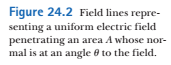 Figure 24.2 Field lines repre-
senting a uniform electric field
penetrating an area A whose nor-
mal is at an angle θ to the field.